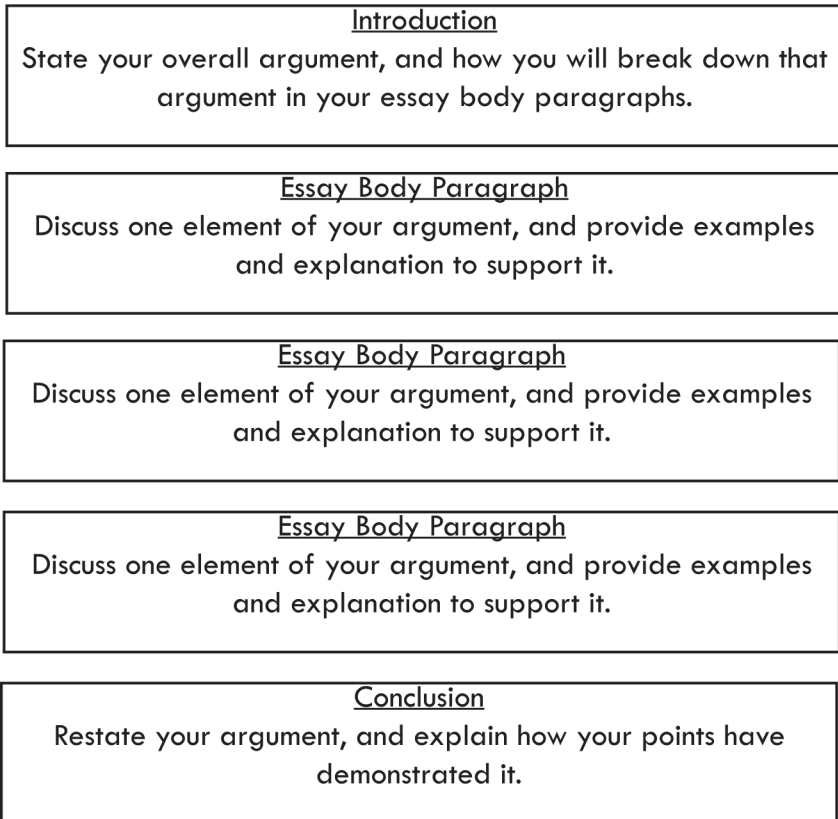 Introduction
State your overall argument, and how you will break down that
argument in your essay body paragraphs.
Essay Body Paragraph
Discuss one element of your argument, and provide examples
and explanation to support it.
Essay Body Paragraph
Discuss one element of your argument, and provide examples
and explanation to support it.
Essay Body Paragraph
Discuss one element of your argument, and provide examples
and explanation to support it.
Conclusion
Restate your argument, and explain how your points have
demonstrated it.